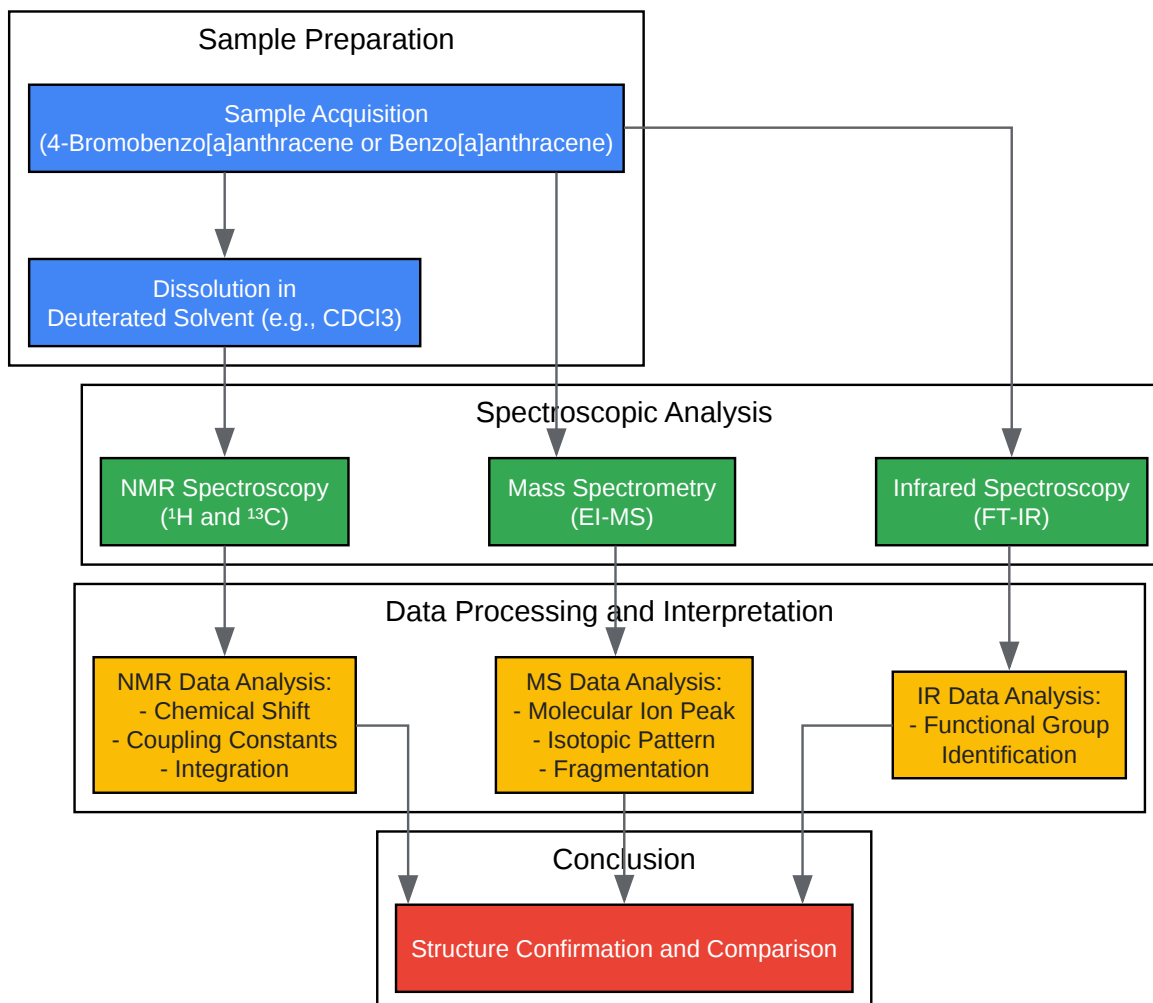 Sample Preparation
Sample Acquisition
(4-Bromobenzo[a]anthracene or Benzo[a]anthracene)
Dissolution in
Deuterated Solvent (e.g., CDCl3)
Spectroscopic Analysis
NMR Spectroscopy
(¹H and ¹³C)
Mass Spectrometry
(EI-MS)
Infrared Spectroscopy
(FT-IR)
Data Processing and Interpretation
NMR Data Analysis:
- Chemical Shift
- Coupling Constants
- Integration
MS Data Analysis:
- Molecular Ion Peak
- Isotopic Pattern
- Fragmentation
IR Data Analysis:
- Functional Group
Identification
Conclusion
Structure Confirmation and Comparison